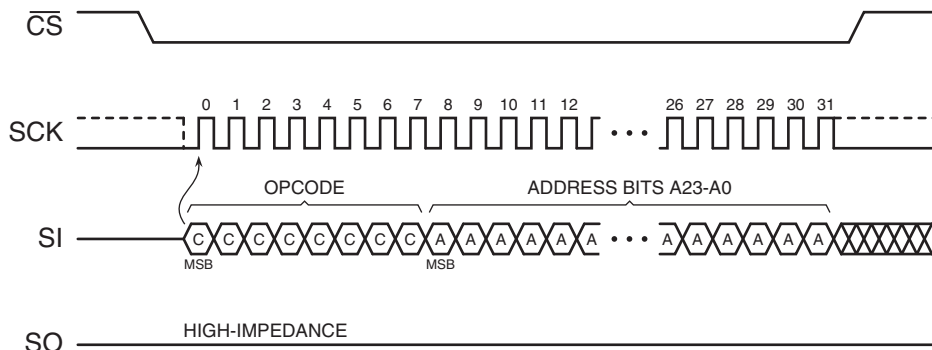 CS
0 1 2 3 4 5 6 7 8 9 10 11 12 26 27 28 29 30 31
SCK
OPCODE ADDRESS BITS A23-A0
SI C C C C C C C C A A A A A A A A A A A A
MSB MSB
HIGH-IMPEDANCE
SO